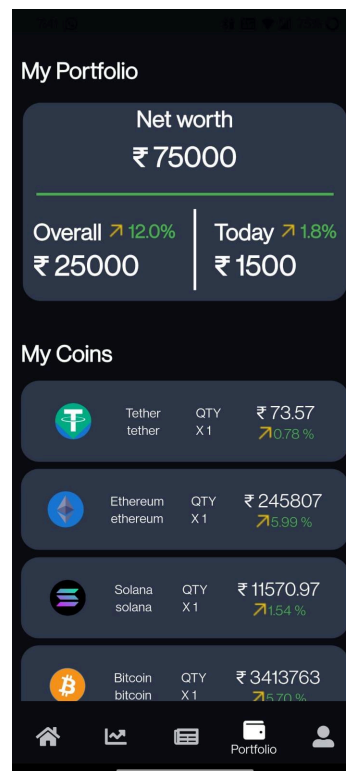 My Portfolio
Net worth
₹ 75000
Overall 12.0% Today 1.8%
₹ 25000 ₹ 1500
My Coins
Tether QTY ₹ 73.57
tether X 1 0.78 %
Ethereum QTY ₹ 245807
ethereum X 1 5.99 %
Solana QTY ₹ 11570.97
solana X 1 1.54 %
Bitcoin QTY ₹ 3413763
bitcoin X 1 5.70 %
Portfolio